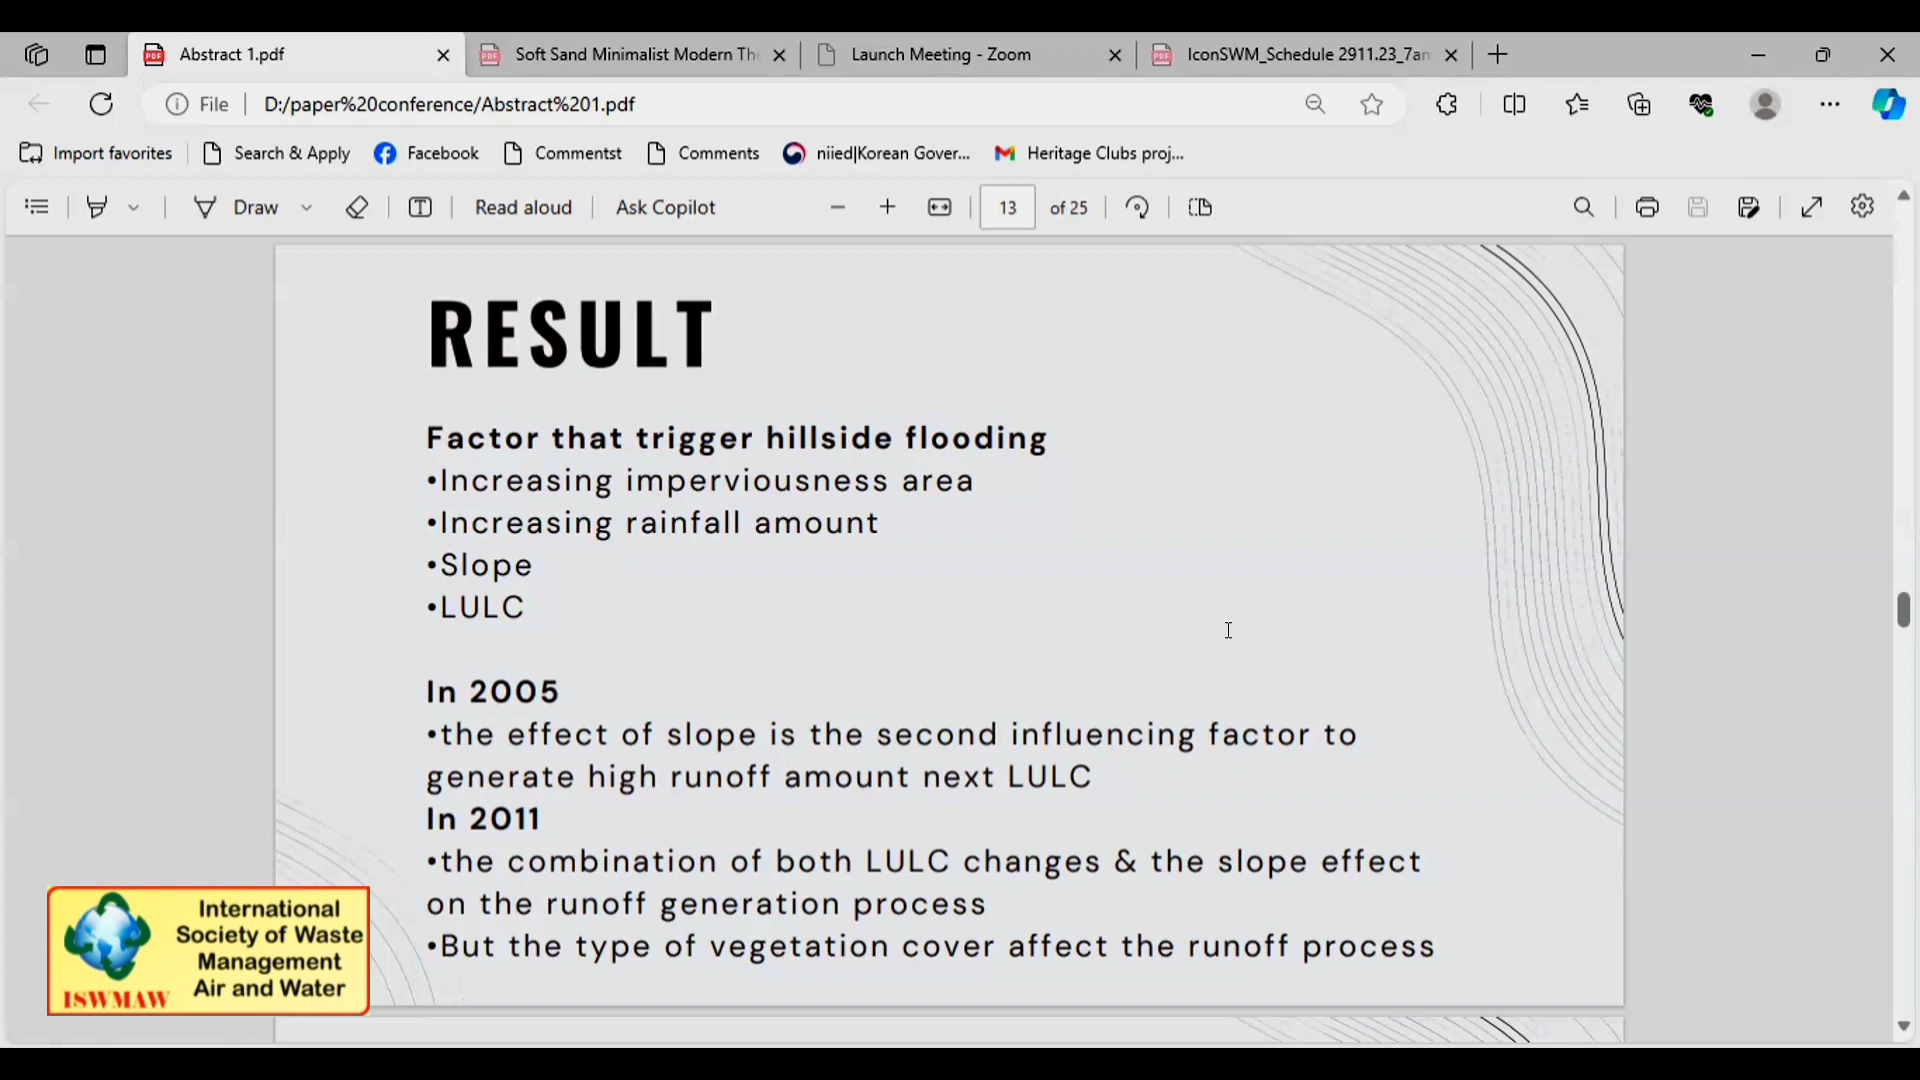 Abstract 1.pdf
Soft Sand Minimalist Modern Th
Launch Meeting - Zoom
IconSWM_Schedule 2911.23_7am
File
D:/paper%20conference/Abstract%201.pdf
Import favorites
Search & Apply
Facebook
Commentst
Comments
niied|Korean Gover...
Heritage Clubs proj...
Draw
Read aloud
Ask Copilot
13 of 25
RESULT
Factor that trigger hillside flooding
•Increasing imperviousness area
•Increasing rainfall amount
•Slope
•LULC
In 2005
•the effect of slope is the second influencing factor to
generate high runoff amount next LULC
In 2011
•the combination of both LULC changes & the slope effect
on the runoff generation process
•But the type of vegetation cover affect the runoff process
International
Society of Waste
Management
Air and Water
ISWMAW